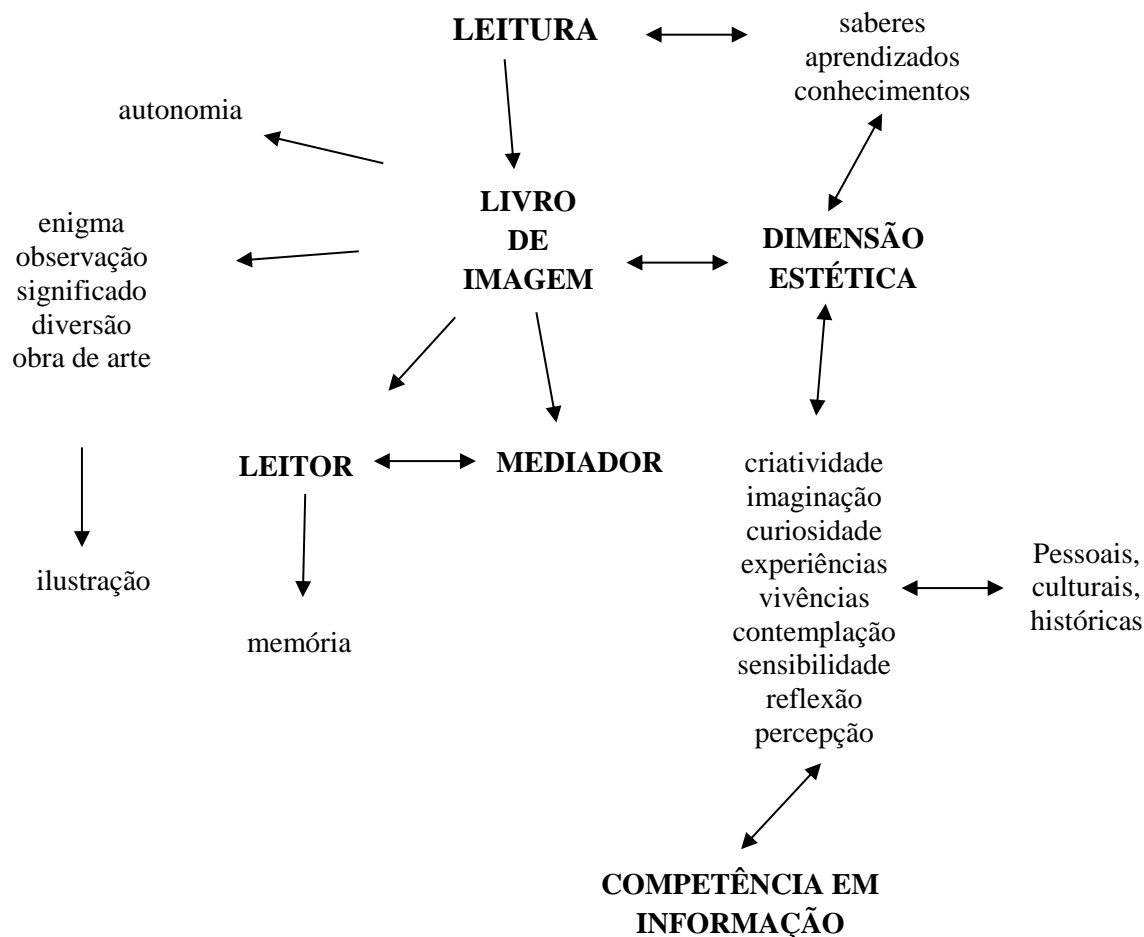 LEITURA
saberes
aprendizados
conhecimentos
autonomia
LIVRO
DE
IMAGEM
DIMENSÃO
ESTÉTICA
enigma
observação
significado
diversão
obra de arte
LEITOR
MEDIADOR
criatividade
imaginação
curiosidade
experiências
vivências
contemplação
sensibilidade
reflexão
percepção
Pessoais,
culturais,
históricas
ilustração
memória
COMPETÊNCIA EM
INFORMAÇÃO